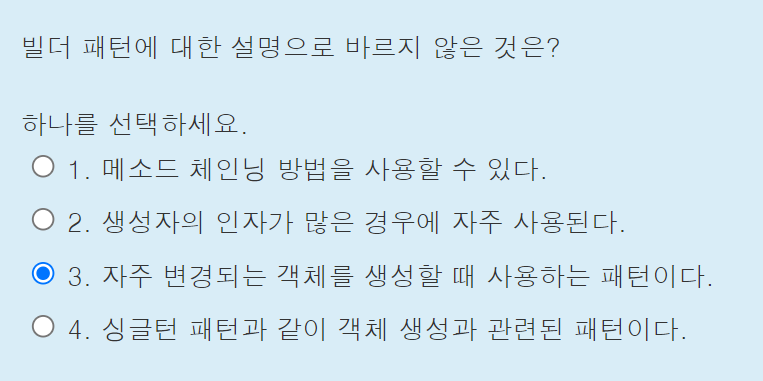 빌더 패턴에 대한 설명으로 바르지 않은 것은?
하나를 선택하세요.
1. 메소드 체인닝 방법을 사용할 수 있다.
2. 생성자의 인자가 많은 경우에 자주 사용된다.
3. 자주 변경되는 객체를 생성할 때 사용하는 패턴이다.
4. 싱글턴 패턴과 같이 객체 생성과 관련된 패턴이다.